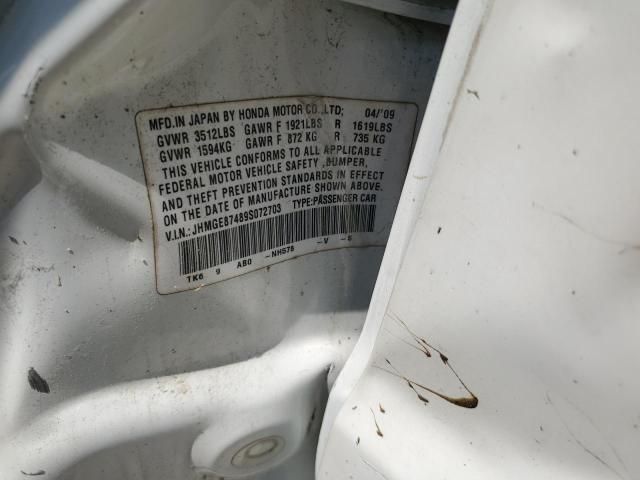 MFD.IN JAPAN BY HONDA MOTOR CO.,LTD; 04/'09
GVWR 3512LBS GAWR F 1921LBS R 1619LBS
GVWR 1594KG GAWR F 872 KG R 735 KG
THIS VEHICLE CONFORMS TO ALL APPLICABLE
FEDERAL MOTOR VEHICLE SAFETY ,BUMPER,
AND THEFT PREVENTION STANDARDS IN EFFECT
ON THE DATE OF MANUFACTURE SHOWN ABOVE.
V.I.N.: JHMGE87489S072703 TYPE:PASSENGER CAR
TK6 9 AB0 -NH578 -V -5